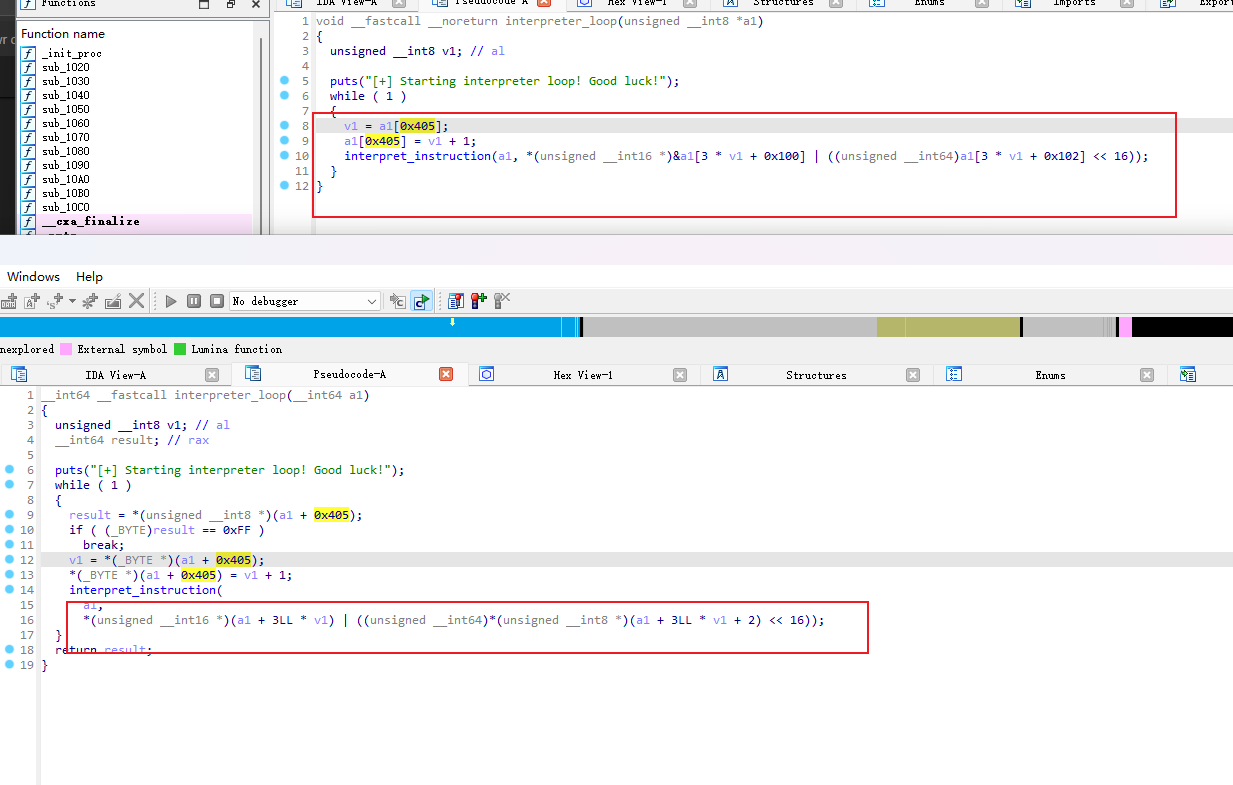 Functions
IDA View-A
Pseudocode-A
Hex View-1
Structures
Enums
Imports
Export
Function name
f _init_proc
f sub_1020
f sub_1030
f sub_1040
f sub_1050
f sub_1060
f sub_1070
f sub_1080
f sub_1090
f sub_10A0
f sub_10B0
f sub_10C0
f __cxa_finalize
1 void __fastcall __noreturn interpreter_loop(unsigned __int8 *a1)
2 {
3 unsigned __int8 v1; // al
4
5 puts("[+] Starting interpreter loop! Good luck!");
6 while ( 1 )
7 {
8 v1 = a1[0x405];
9 a1[0x405] = v1 + 1;
10 interpret_instruction(a1, *(unsigned __int16 *)&a1[3 * v1 + 0x100] | ((unsigned __int64)a1[3 * v1 + 0x102] << 16));
11 }
12 }
Windows Help
No debugger
nexplored External symbol Lumina function
IDA View-A Pseudocode-A Hex View-1 Structures Enums
1 __int64 __fastcall interpreter_loop(__int64 a1)
2 {
3 unsigned __int8 v1; // al
4 __int64 result; // rax
5
6 puts("[+] Starting interpreter loop! Good luck!");
7 while ( 1 )
8 {
9 result = *(unsigned __int8 *)(a1 + 0x405);
10 if ( (_BYTE)result == 0xFF )
11 break;
12 v1 = *(_BYTE *)(a1 + 0x405);
13 *(_BYTE *)(a1 + 0x405) = v1 + 1;
14 interpret_instruction(
15 a1,
16 *(unsigned __int16 *)(a1 + 3LL * v1) | ((unsigned __int64)*(unsigned __int8 *)(a1 + 3LL * v1 + 2) << 16));
17 }
18 return result;
19 }